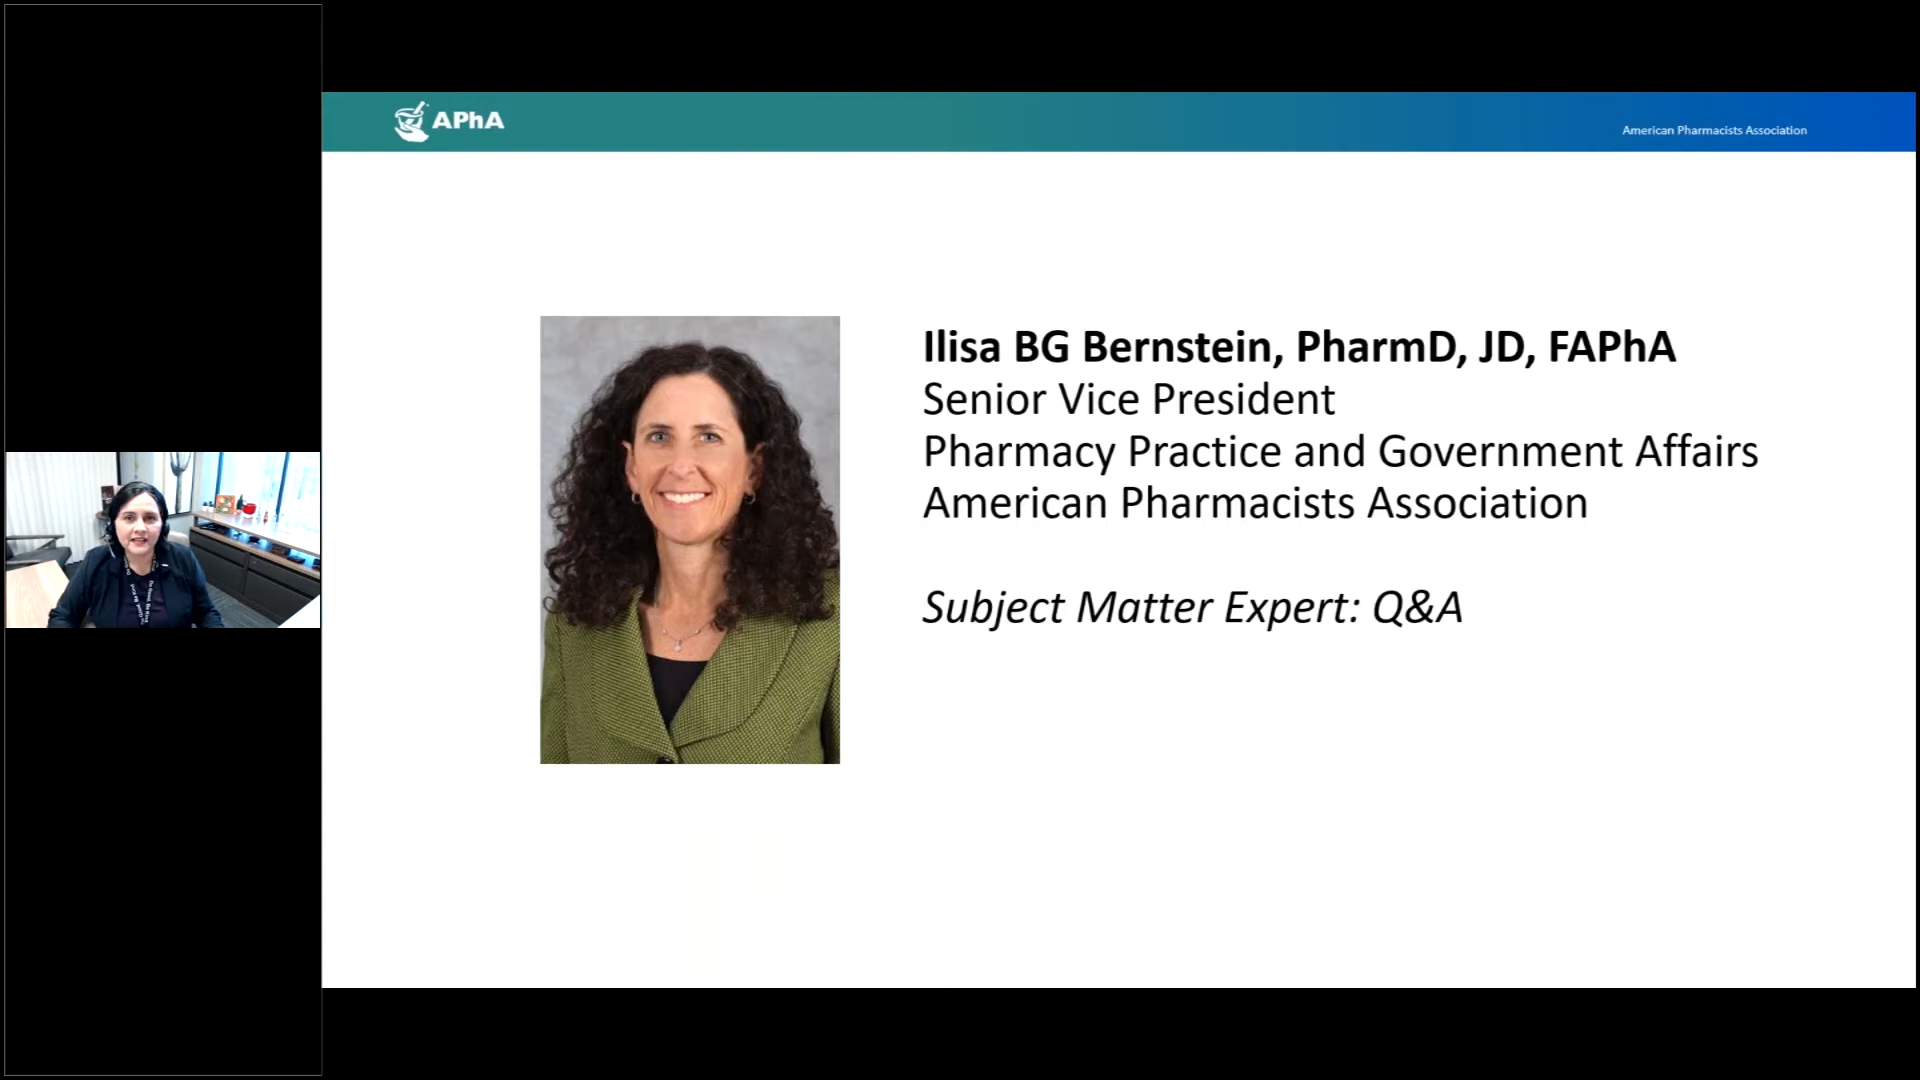 APhA
American Pharmacists Association
Ilisa BG Bernstein, PharmD, JD, FAPhA
Senior Vice President
Pharmacy Practice and Government Affairs
American Pharmacists Association
Subject Matter Expert: Q&A